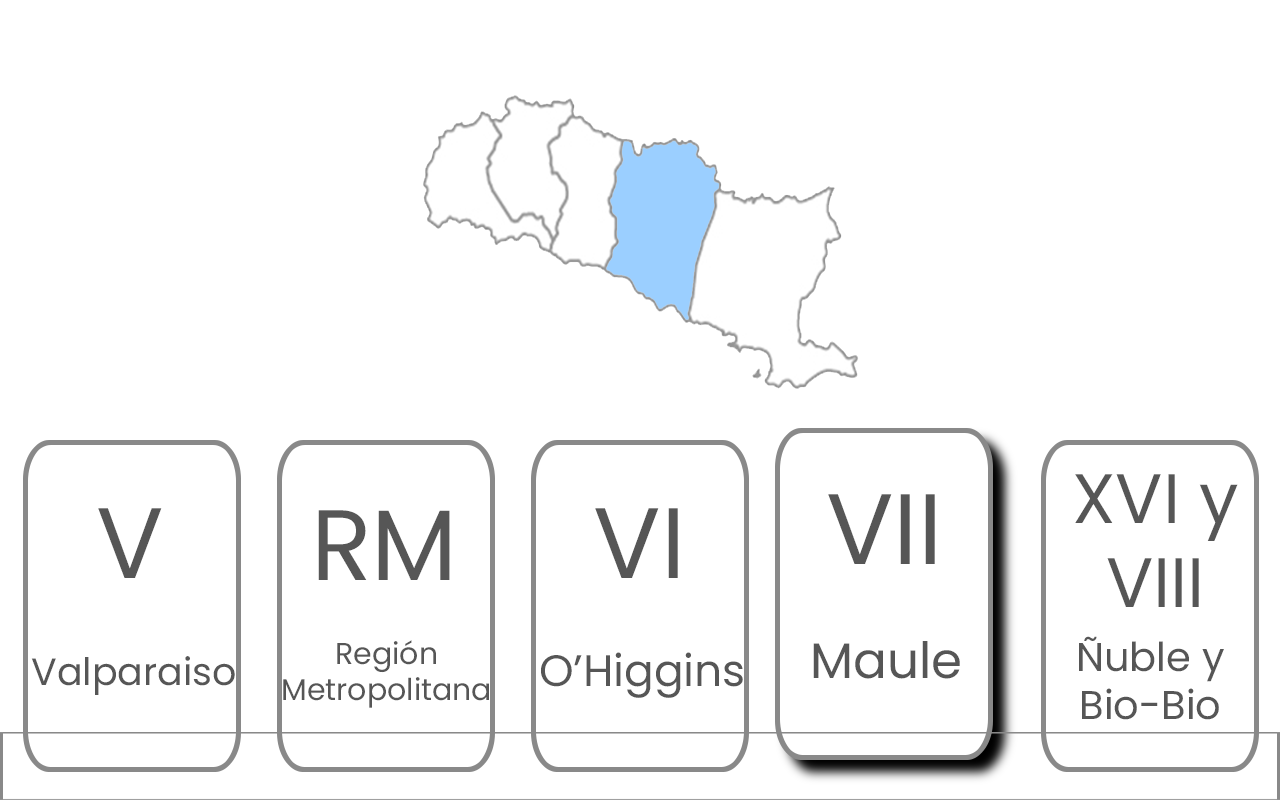 V
Valparaiso
RM
Región
Metropolitana
VI
O’Higgins
VII
Maule
XVI y
VIII
Ñuble y
Bio-Bio